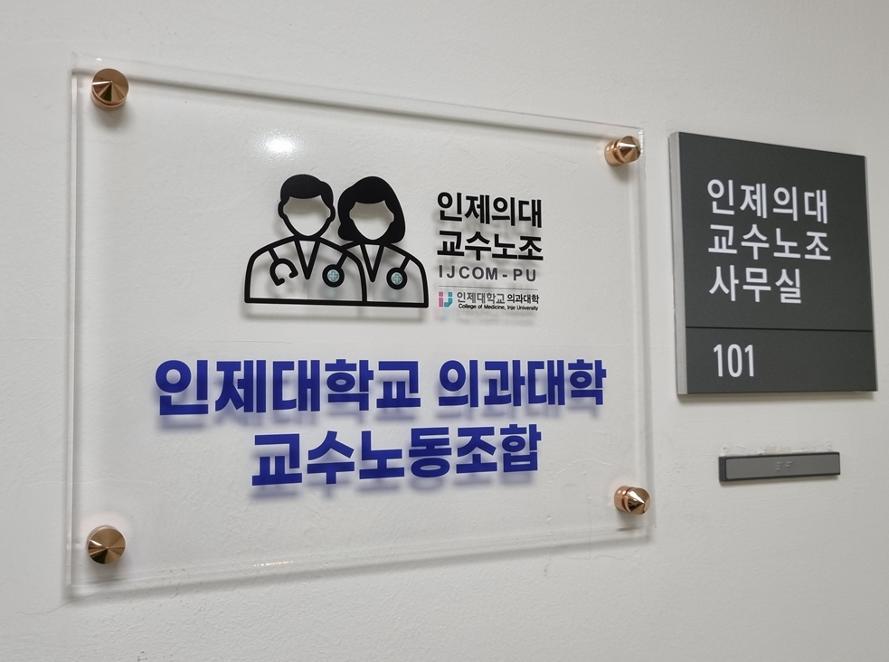 인제의대
교수노조
IJCOM-PU
인제대학교 의과대학
College of Medicine, Inje University
인제대학교 의과대학
교수노동조합
인제의대
교수노조
사무실
101